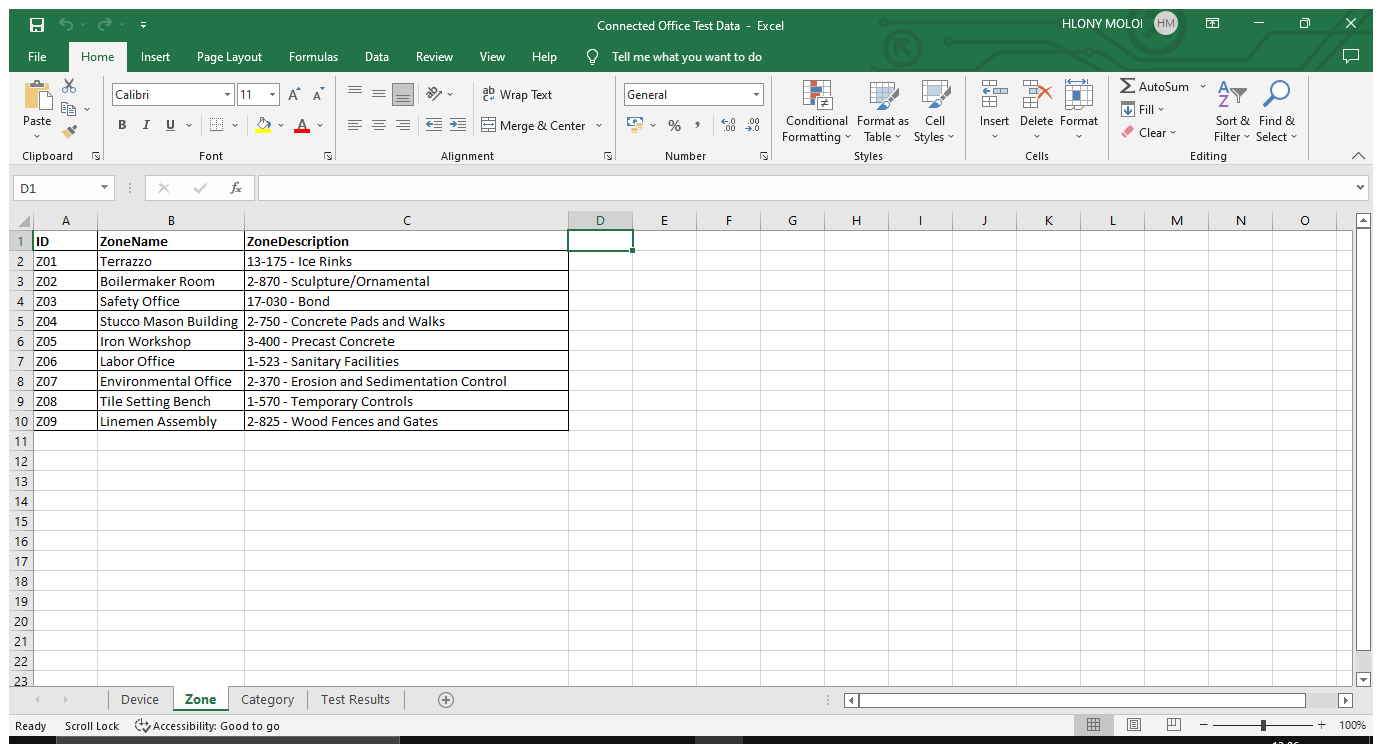 Connected Office Test Data - Excel
HLONY MOLOI
HM
File Home Insert Page Layout Formulas Data Review View Help Tell me what you want to do
Paste
Clipboard
Calibri 11
B I U
Font
Wrap Text
Merge & Center
Alignment
General
%
Number
Conditional Formatting
Format as Table
Cell Styles
Styles
Insert Delete Format
Cells
AutoSum
Fill
Clear
Sort & Filter
Find & Select
Editing
D1 fx
A B C D E F G H I J K L M N O
1 ID ZoneName ZoneDescription
2 Z01 Terrazzo 13-175 - Ice Rinks
3 Z02 Boilermaker Room 2-870 - Sculpture/Ornamental
4 Z03 Safety Office 17-030 - Bond
5 Z04 Stucco Mason Building 2-750 - Concrete Pads and Walks
6 Z05 Iron Workshop 3-400 - Precast Concrete
7 Z06 Labor Office 1-523 - Sanitary Facilities
8 Z07 Environmental Office 2-370 - Erosion and Sedimentation Control
9 Z08 Tile Setting Bench 1-570 - Temporary Controls
10 Z09 Linemen Assembly 2-825 - Wood Fences and Gates
11
12
13
14
15
16
17
18
19
20
21
22
23
Device Zone Category Test Results
Ready Scroll Lock Accessibility: Good to go 100%